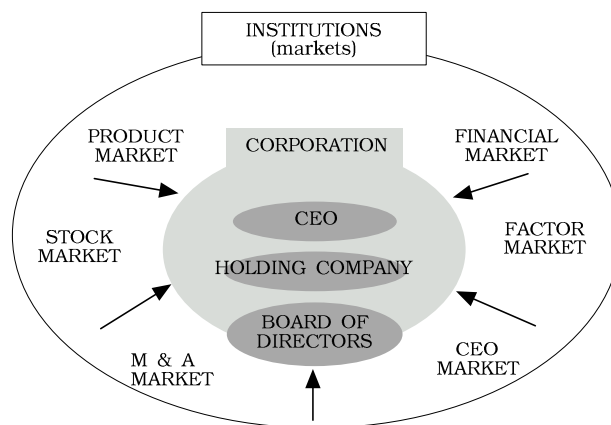 INSTITUTIONS
(markets)
PRODUCT
MARKET
CORPORATION
FINANCIAL
MARKET
CEO
STOCK
MARKET
FACTOR
MARKET
HOLDING COMPANY
BOARD OF
DIRECTORS
M & A
MARKET
CEO
MARKET